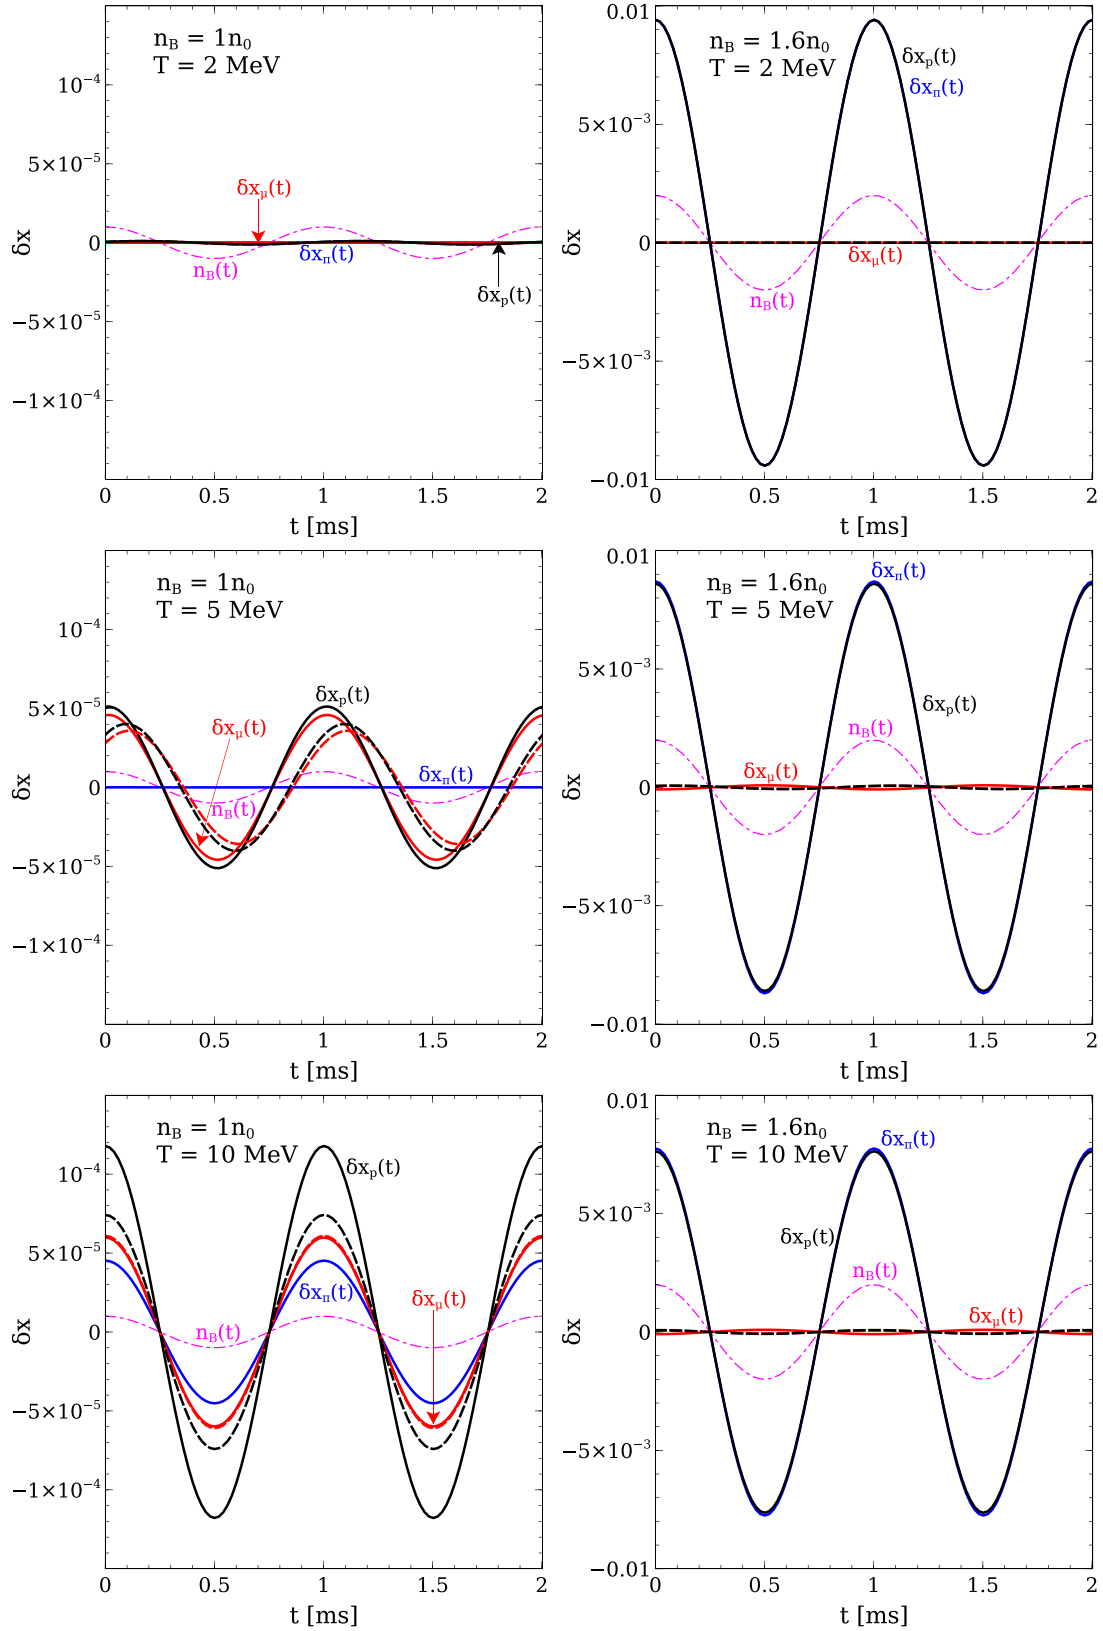 n_B = 1n_0
T = 2 MeV
10⁻⁴
5×10⁻⁵
0
−5×10⁻⁵
−1×10⁻⁴
δx
δx_μ(t)
n_B(t)
δx_π(t)
δx_p(t)
0 0.5 1 1.5 2
t [ms]
n_B = 1.6n_0
T = 2 MeV
0.01
5×10⁻³
0
−5×10⁻³
−0.01
δx
δx_p(t)
δx_π(t)
δx_μ(t)
n_B(t)
0 0.5 1 1.5 2
t [ms]
n_B = 1n_0
T = 5 MeV
10⁻⁴
5×10⁻⁵
0
−5×10⁻⁵
−1×10⁻⁴
δx
δx_p(t)
δx_μ(t)
δx_π(t)
n_B(t)
0 0.5 1 1.5 2
t [ms]
n_B = 1.6n_0
T = 5 MeV
0.01
5×10⁻³
0
−5×10⁻³
−0.01
δx
δx_π(t)
δx_p(t)
n_B(t)
δx_μ(t)
0 0.5 1 1.5 2
t [ms]
n_B = 1n_0
T = 10 MeV
10⁻⁴
5×10⁻⁵
0
−5×10⁻⁵
−1×10⁻⁴
δx
δx_p(t)
δx_π(t)
δx_μ(t)
n_B(t)
0 0.5 1 1.5 2
t [ms]
n_B = 1.6n_0
T = 10 MeV
0.01
5×10⁻³
0
−5×10⁻³
−0.01
δx
δx_π(t)
δx_p(t)
n_B(t)
δx_μ(t)
0 0.5 1 1.5 2
t [ms]